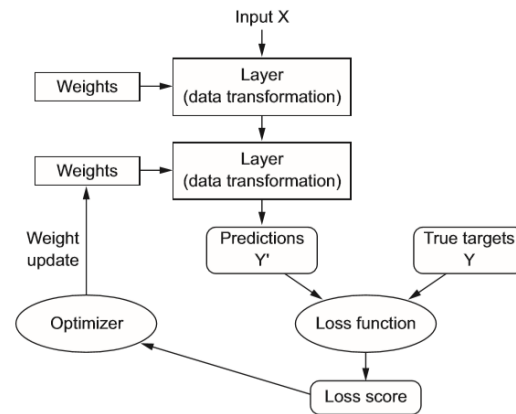 Input X
Weights
Layer
(data transformation)
Weights
Layer
(data transformation)
Weight
update
Predictions
Y'
True targets
Y
Optimizer
Loss function
Loss score